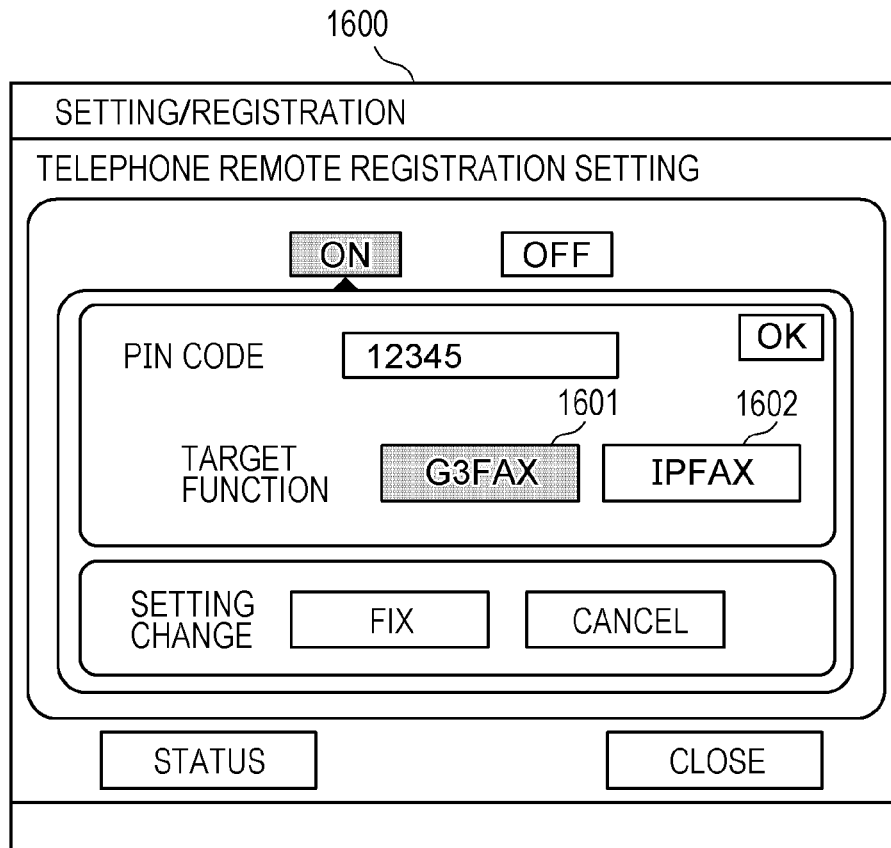 1600
SETTING/REGISTRATION
TELEPHONE REMOTE REGISTRATION SETTING
ON OFF
OK
PIN CODE 12345
1601 1602
TARGET
FUNCTION
G3FAX IPFAX
SETTING
CHANGE
FIX CANCEL
STATUS CLOSE